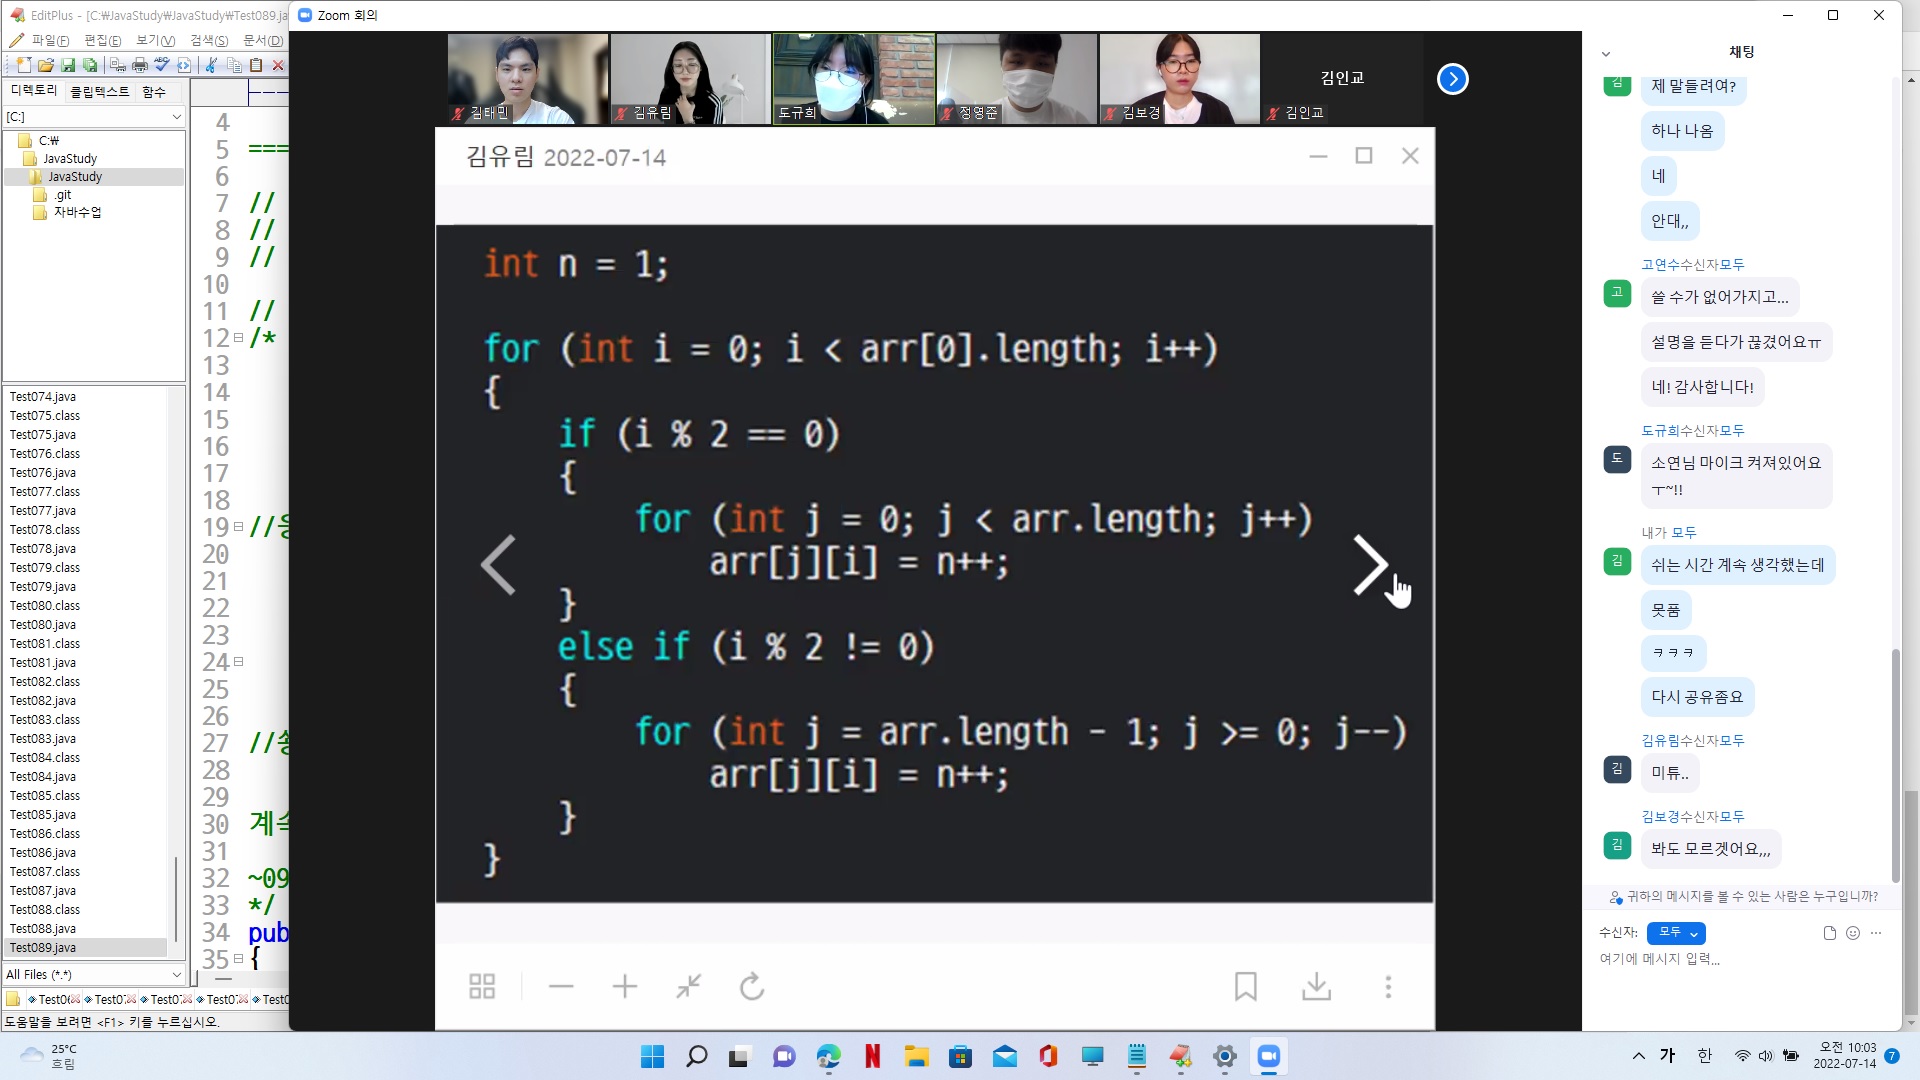 EditPlus - [C:₩JavaStudy₩JavaStudy₩Test089.ja
Zoom 회의
파일(F) 편집(E) 보기(V) 검색(S) 문서(D)
디렉토리 클립텍스트 함수
[C:]
C:₩
JavaStudy
JavaStudy
.git
자바수업
Test074.java
Test075.class
Test075.java
Test076.class
Test076.java
Test077.class
Test077.java
Test078.class
Test078.java
Test079.class
Test079.java
Test080.class
Test080.java
Test081.class
Test081.java
Test082.class
Test082.java
Test083.class
Test083.java
Test084.class
Test084.java
Test085.class
Test085.java
Test086.class
Test086.java
Test087.class
Test087.java
Test088.class
Test088.java
Test089.java
All Files (*.*)
도움말을 보려면 <F1> 키를 누르십시오.
4
5 ===
6
7 //
8 //
9 //
10
11 //
12 /*
13
14
15
16
17
18
19 //
20
21
22
23
24
25
26
27 //
28
29
30 계속
31
32 ~09
33 */
34 pub
35 {
김태민
김유림
도규희
정영준
김보경
김인교
김인교
김유림 2022-07-14
int n = 1;
for (int i = 0; i < arr[0].length; i++)
{
if (i % 2 == 0)
{
for (int j = 0; j < arr.length; j++)
arr[j][i] = n++;
}
else if (i % 2 != 0)
{
for (int j = arr.length - 1; j >= 0; j--)
arr[j][i] = n++;
}
}
채팅
김
제 말들려여?
하나 나옴
네
안대,,
고연수수신자모두
고
쓸 수가 없어가지고...
설명을 듣다가 끊겼어요ㅠ
네! 감사합니다!
도규희수신자모두
도
소연님 마이크 켜져있어요
ㅜ~!!
내가 모두
김
쉬는 시간 계속 생각했는데
못품
ㅋㅋㅋ
다시 공유좀요
김유림수신자모두
김
미튜..
김보경수신자모두
김
봐도 모르겟어요,,,
귀하의 메시지를 볼 수 있는 사람은 누구입니까?
수신자: 모두
여기에 메시지 입력...
25°C
흐림
가 한
오전 10:03
2022-07-14
7